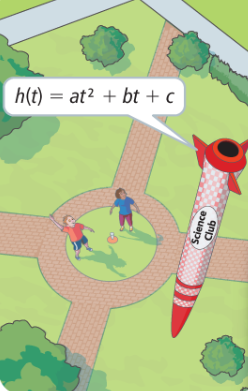 h(t) = at² + bt + c
Science
Club